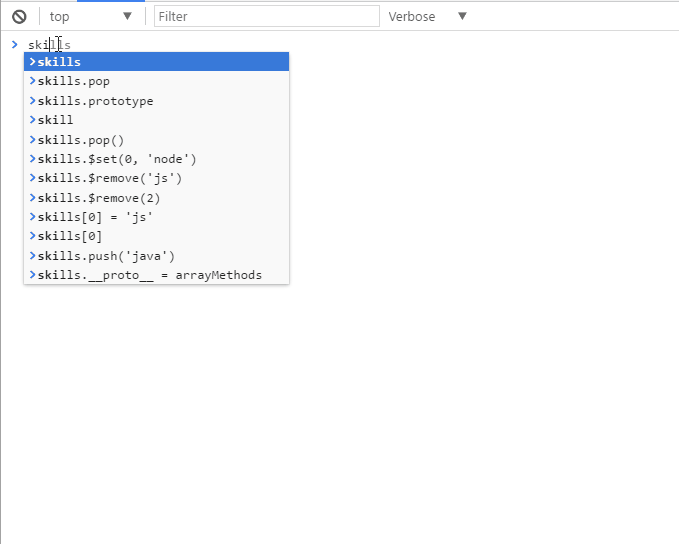 top ▼ Filter Verbose ▼
> skills
>skills
>skills.pop
>skills.prototype
>skill
>skills.pop()
>skills.$set(0, 'node')
>skills.$remove('js')
>skills.$remove(2)
>skills[0] = 'js'
>skills[0]
>skills.push('java')
>skills.__proto__ = arrayMethods